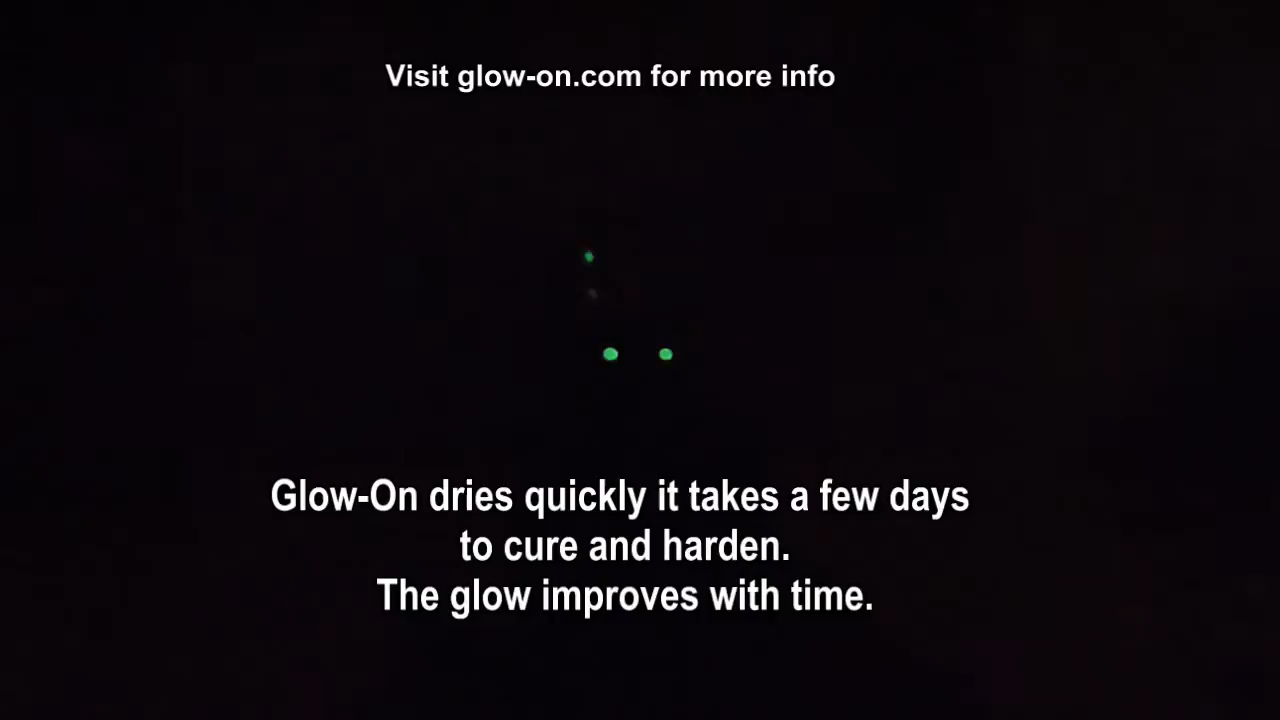 Visit glow-on.com for more info
Glow-On dries quickly it takes a few days
to cure and harden.
The glow improves with time.